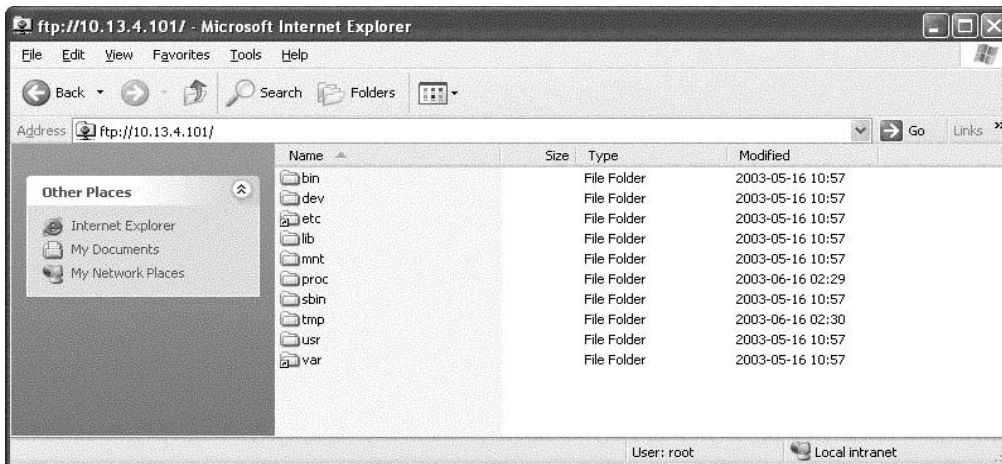 ftp://10.13.4.101/ - Microsoft Internet Explorer
File Edit View Favorites Tools Help
Back Search Folders
Address ftp://10.13.4.101/ Go Links »
Name Size Type Modified
Other Places
Internet Explorer
My Documents
My Network Places
bin File Folder 2003-05-16 10:57
dev File Folder 2003-05-16 10:57
etc File Folder 2003-05-16 10:57
lib File Folder 2003-05-16 10:57
mnt File Folder 2003-05-16 10:57
proc File Folder 2003-06-16 02:29
sbin File Folder 2003-05-16 10:57
tmp File Folder 2003-06-16 02:30
usr File Folder 2003-05-16 10:57
var File Folder 2003-05-16 10:57
User: root Local intranet